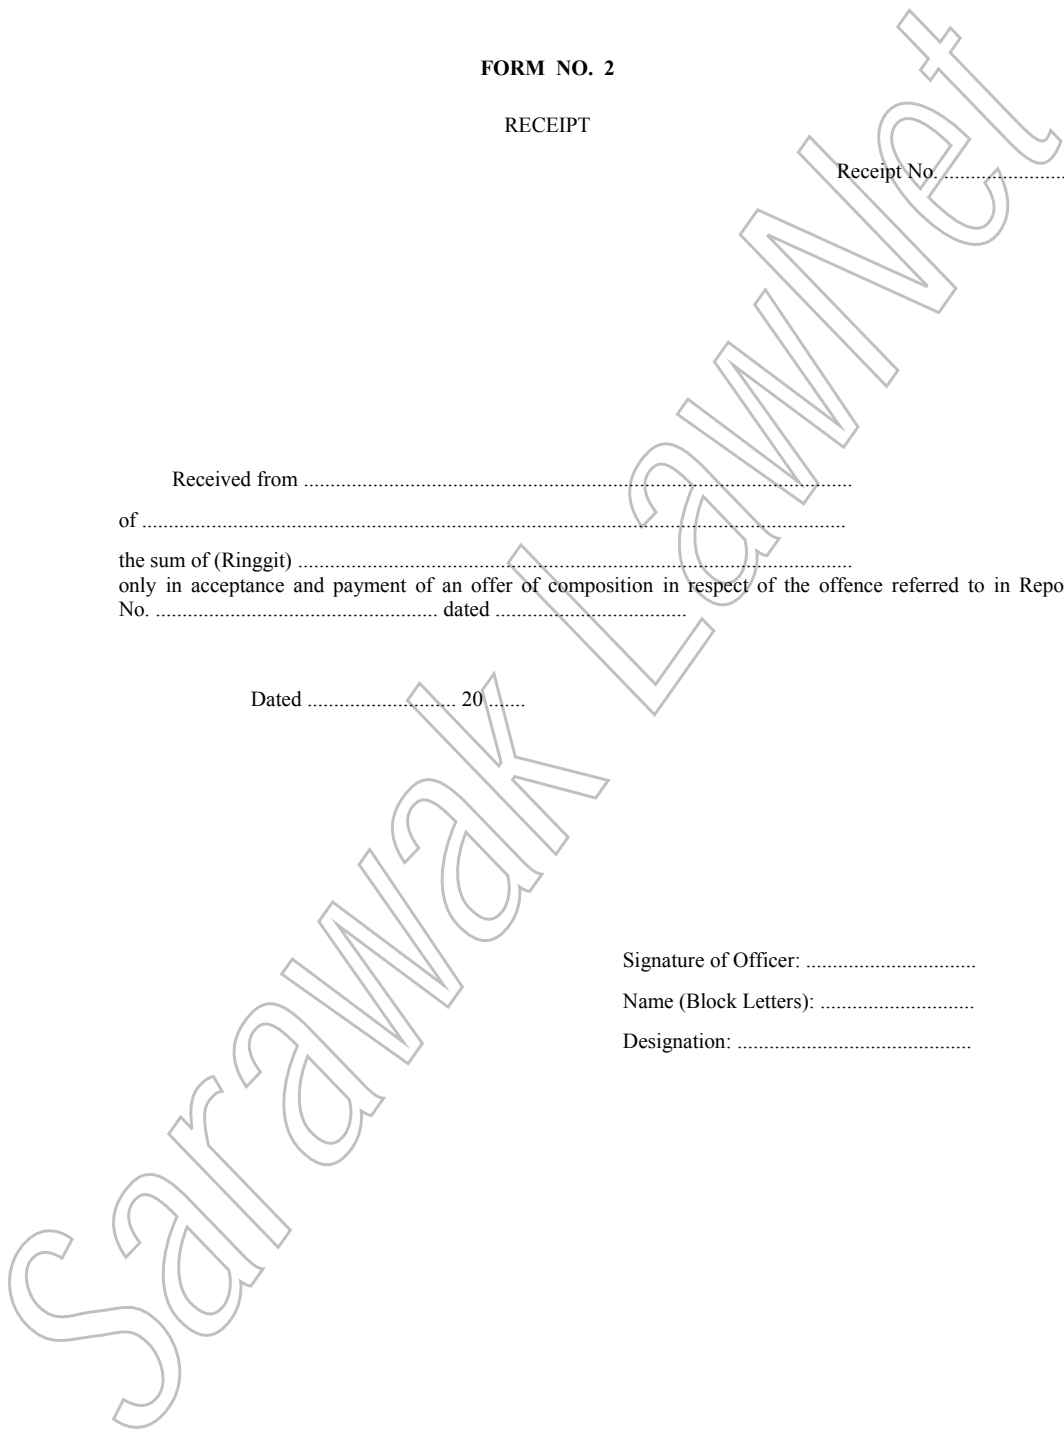 FORM NO. 2
RECEIPT
Receipt No. .......................
Received from .......................................................................................................
of ....................................................................................................................................
the sum of (Ringgit) ........................................................................................................
only in acceptance and payment of an offer of composition in respect of the offence referred to in
No. ..................................................... dated ....................................
Dated ............................ 20 .......
Signature of Officer: ................................
Name (Block Letters): .............................
Designation: ............................................
Sarawak LawNet